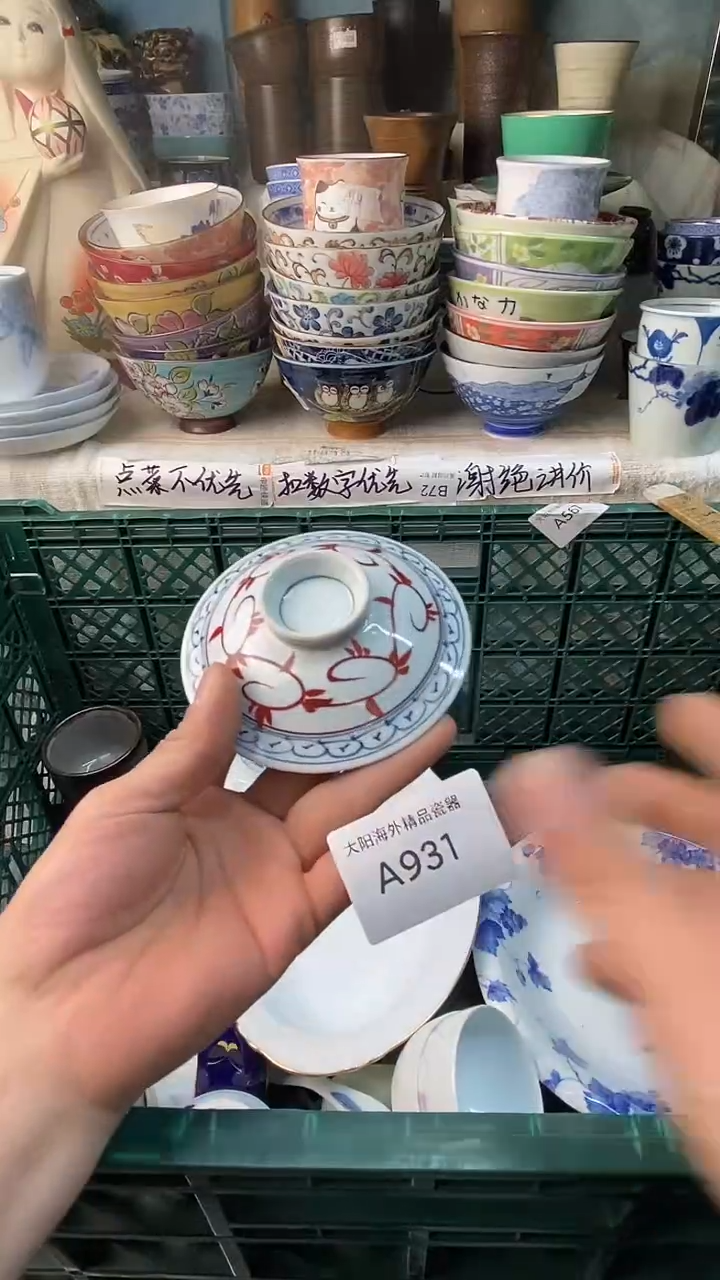 かな力
点菜不优先
扣数字优先
B72
谢绝讲价
A56
大阳海外精品瓷器
A931